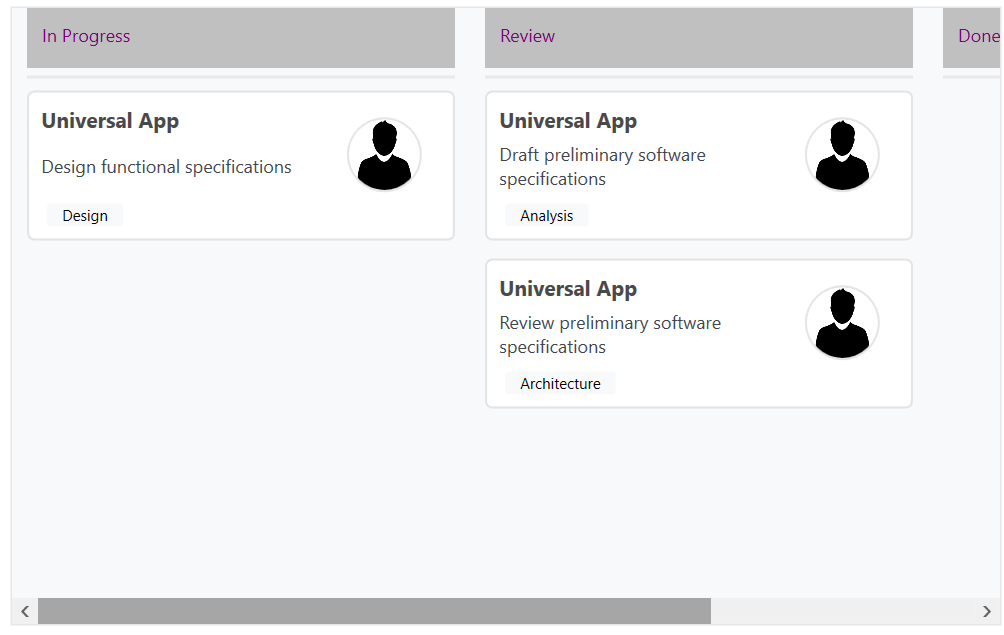 In Progress
Review
Done
Universal App
Design functional specifications
Design
Universal App
Draft preliminary software
specifications
Analysis
Universal App
Review preliminary software
specifications
Architecture